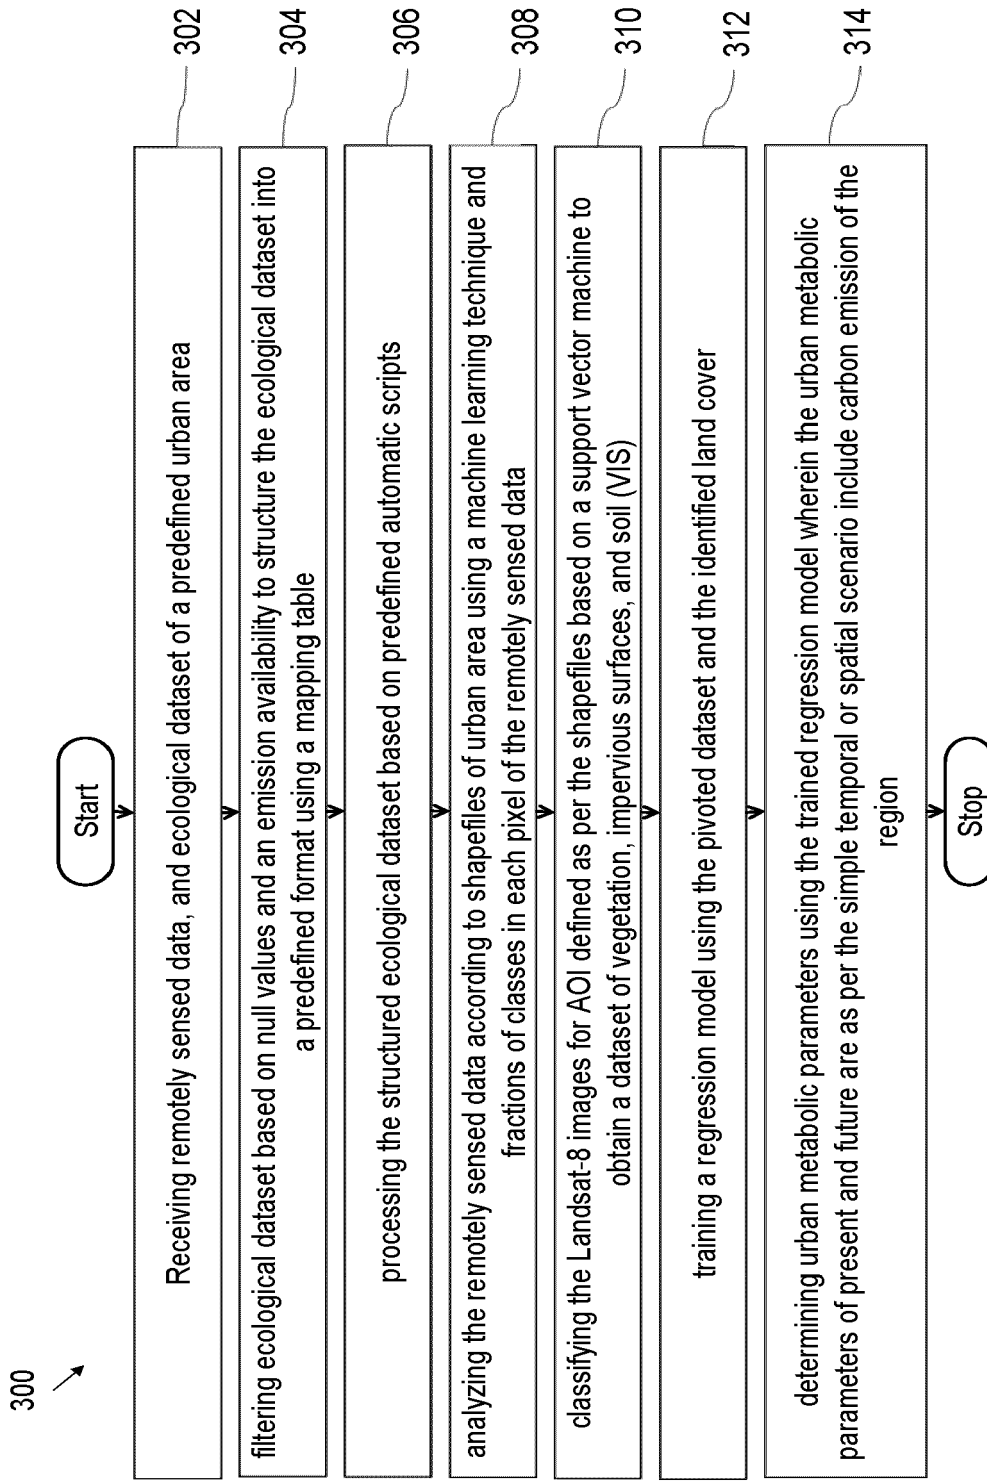 300
Start
Receiving remotely sensed data, and ecological dataset of a predefined urban area
302
filtering ecological dataset based on null values and an emission availability to structure the ecological dataset into
a predefined format using a mapping table
304
processing the structured ecological dataset based on predefined automatic scripts
306
analyzing the remotely sensed data according to shapefiles of urban area using a machine learning technique and
fractions of classes in each pixel of the remotely sensed data
308
classifying the Landsat-8 images for AOI defined as per the shapefiles based on a support vector machine to
obtain a dataset of vegetation, impervious surfaces, and soil (VIS)
310
training a regression model using the pivoted dataset and the identified land cover
312
determining urban metabolic parameters using the trained regression model wherein the urban metabolic
parameters of present and future are as per the simple temporal or spatial scenario include carbon emission of the
region
314
Stop